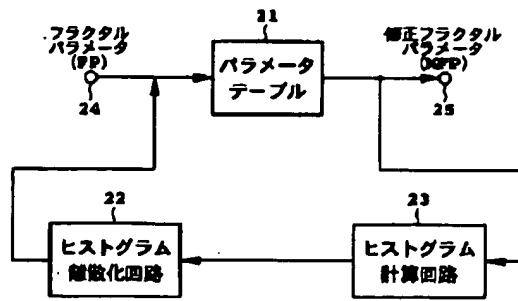 フラクタル
パラメータ
(FP)
24
21
パラメータ
テーブル
修正フラクタル
パラメータ
(MFP)
25
22
ヒストグラム
離散化回路
23
ヒストグラム
計算回路